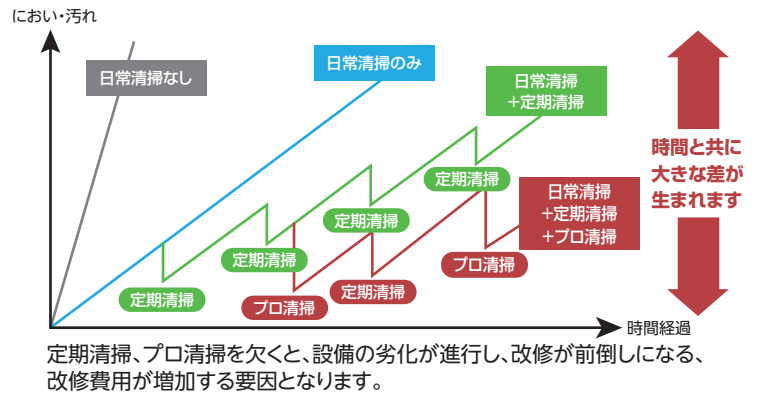 におい・汚れ
日常清掃なし
日常清掃のみ
日常清掃
+定期清掃
時間と共に
大きな差が
生まれます
定期清掃
日常清掃
+定期清掃
+プロ清掃
定期清掃
定期清掃
プロ清掃
定期清掃
プロ清掃
定期清掃
時間経過
定期清掃、プロ清掃を欠くと、設備の劣化が進行し、改修が前倒しになる、
改修費用が増加する要因となります。